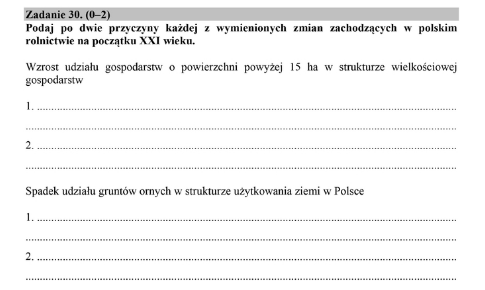 Zadanie 30. (0–2)
Podaj po dwie przyczyny każdej z wymienionych zmian zachodzących w polskim
rolnictwie na początku XXI wieku.
Wzrost udziału gospodarstw o powierzchni powyżej 15 ha w strukturze wielkościowej
gospodarstw
1. ....................................................................................................
....................................................................................................
2. ....................................................................................................
....................................................................................................
Spadek udziału gruntów ornych w strukturze użytkowania ziemi w Polsce
1. ....................................................................................................
....................................................................................................
2. ....................................................................................................
....................................................................................................